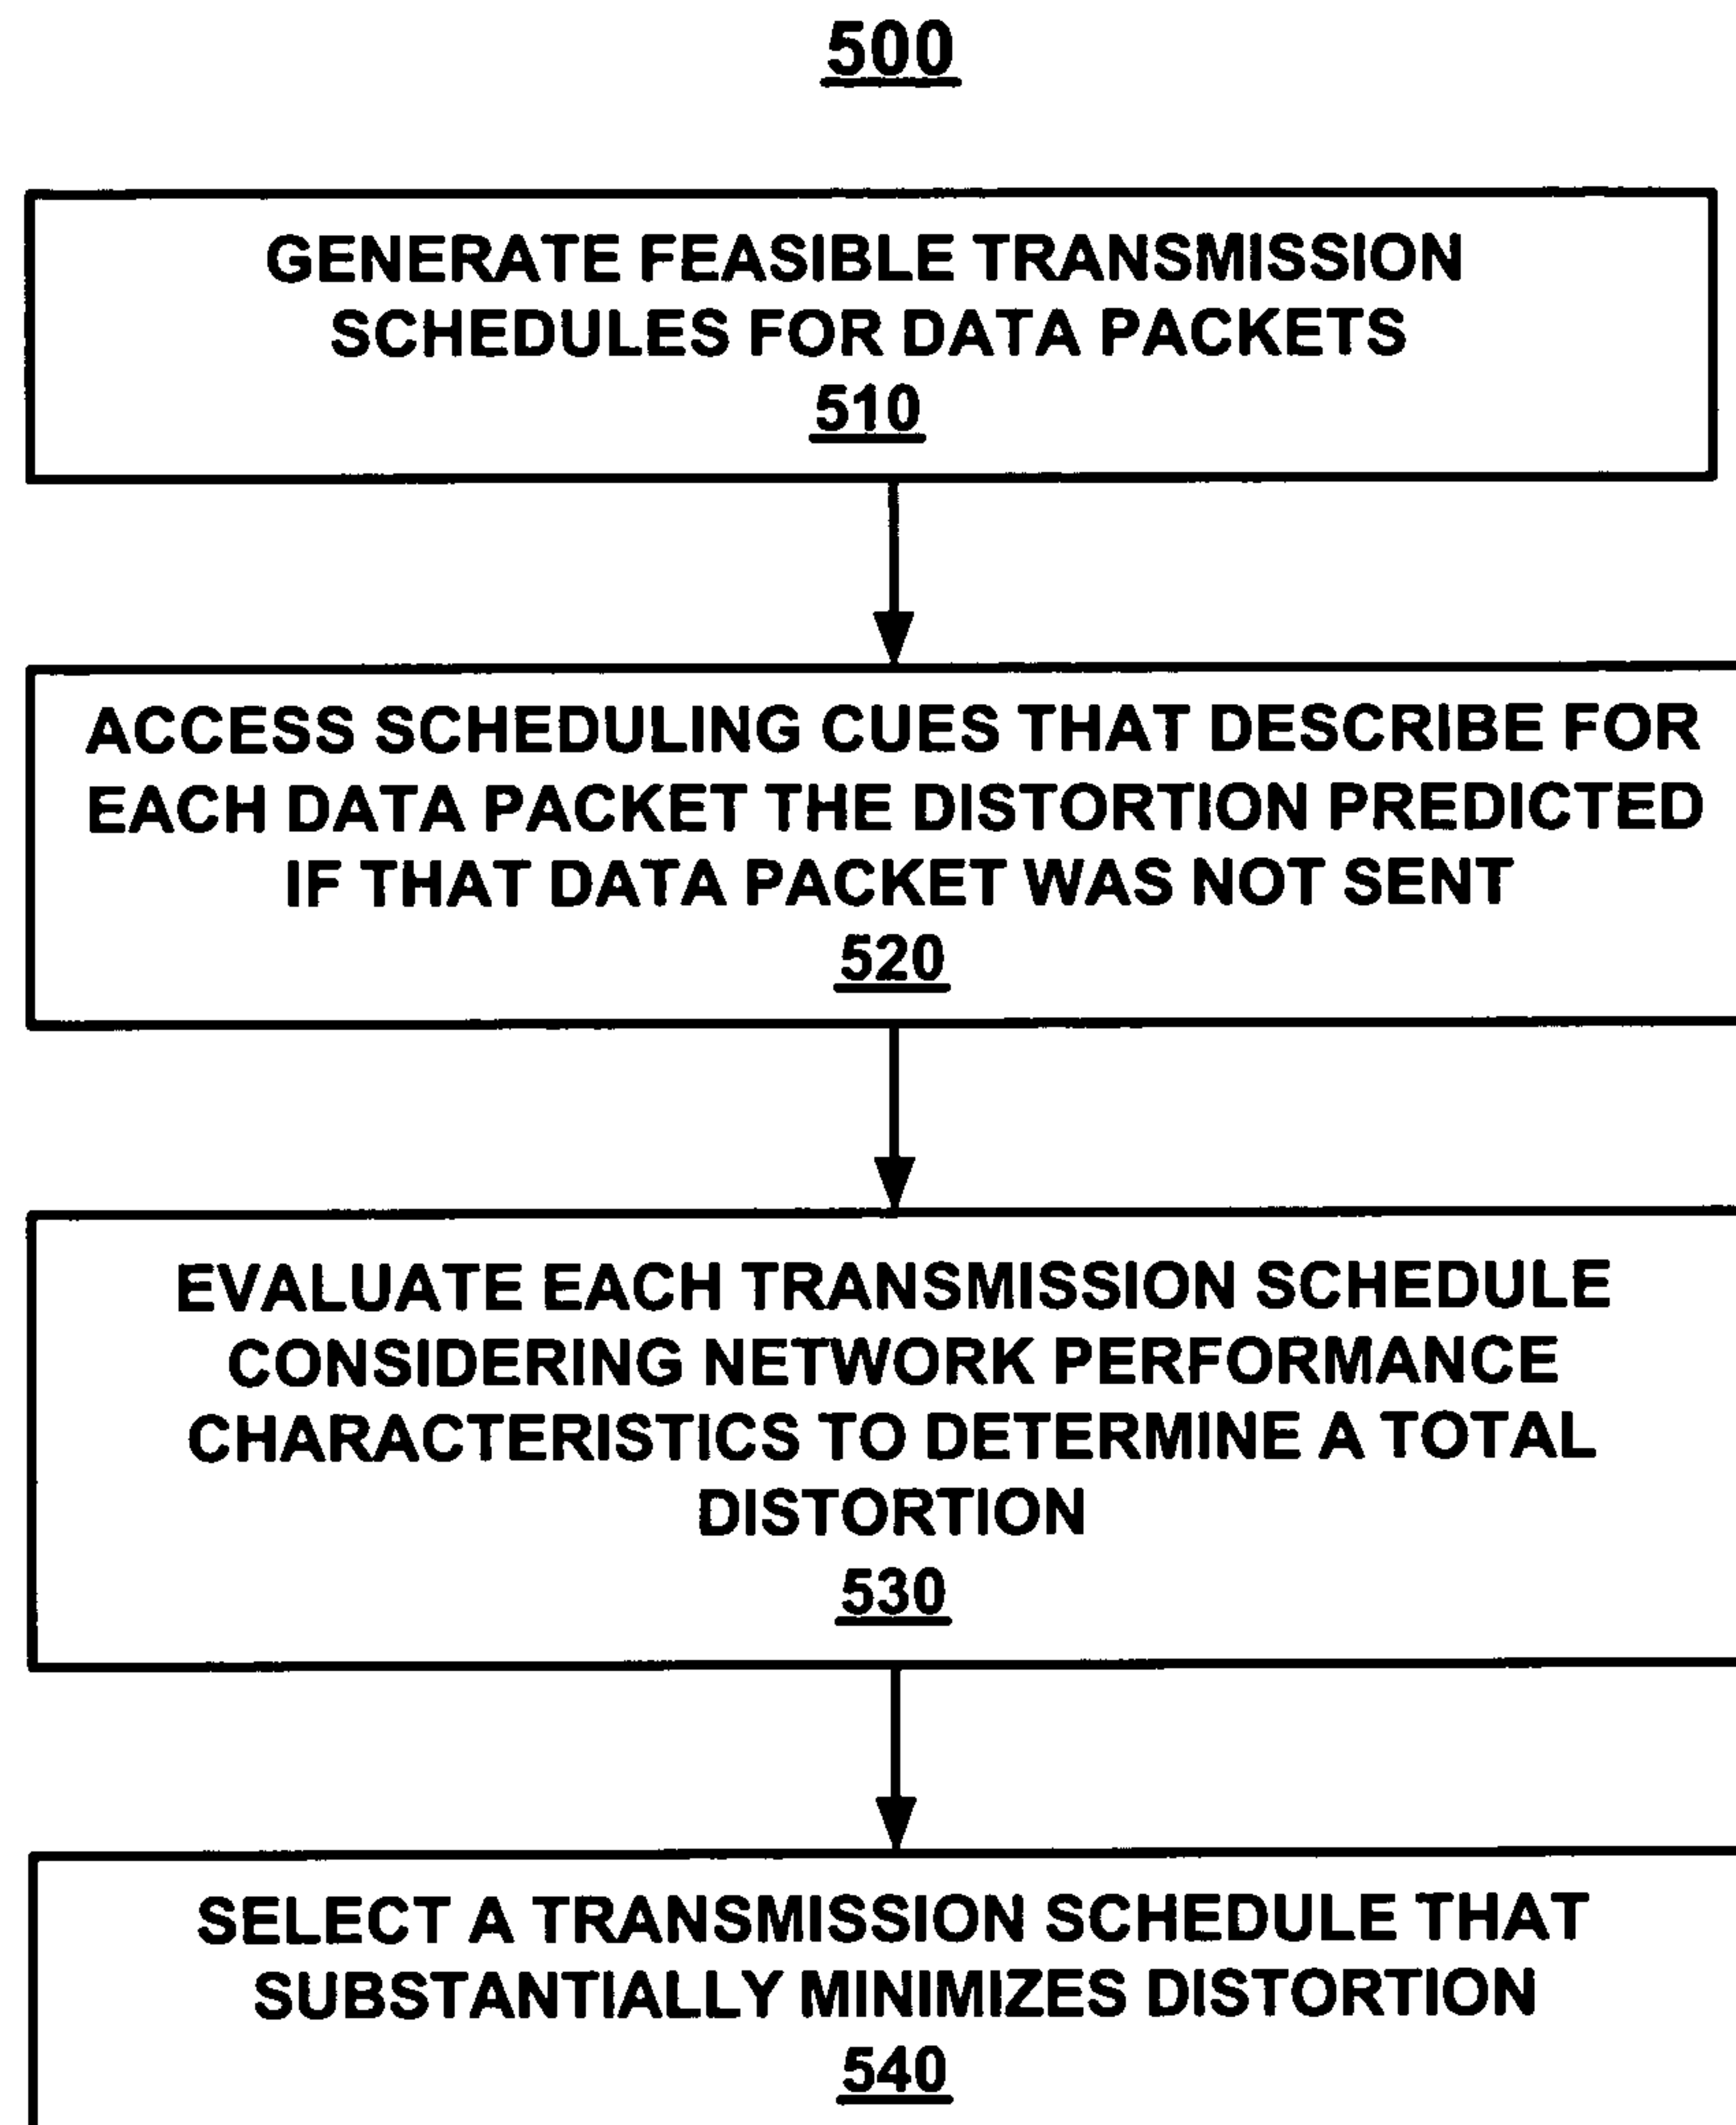 500
GENERATE FEASIBLE TRANSMISSION
SCHEDULES FOR DATA PACKETS
510
ACCESS SCHEDULING CUES THAT DESCRIBE FOR
EACH DATA PACKET THE DISTORTION PREDICTED
IF THAT DATA PACKET WAS NOT SENT
520
EVALUATE EACH TRANSMISSION SCHEDULE
CONSIDERING NETWORK PERFORMANCE
CHARACTERISTICS TO DETERMINE A TOTAL
DISTORTION
530
SELECT A TRANSMISSION SCHEDULE THAT
SUBSTANTIALLY MINIMIZES DISTORTION
540